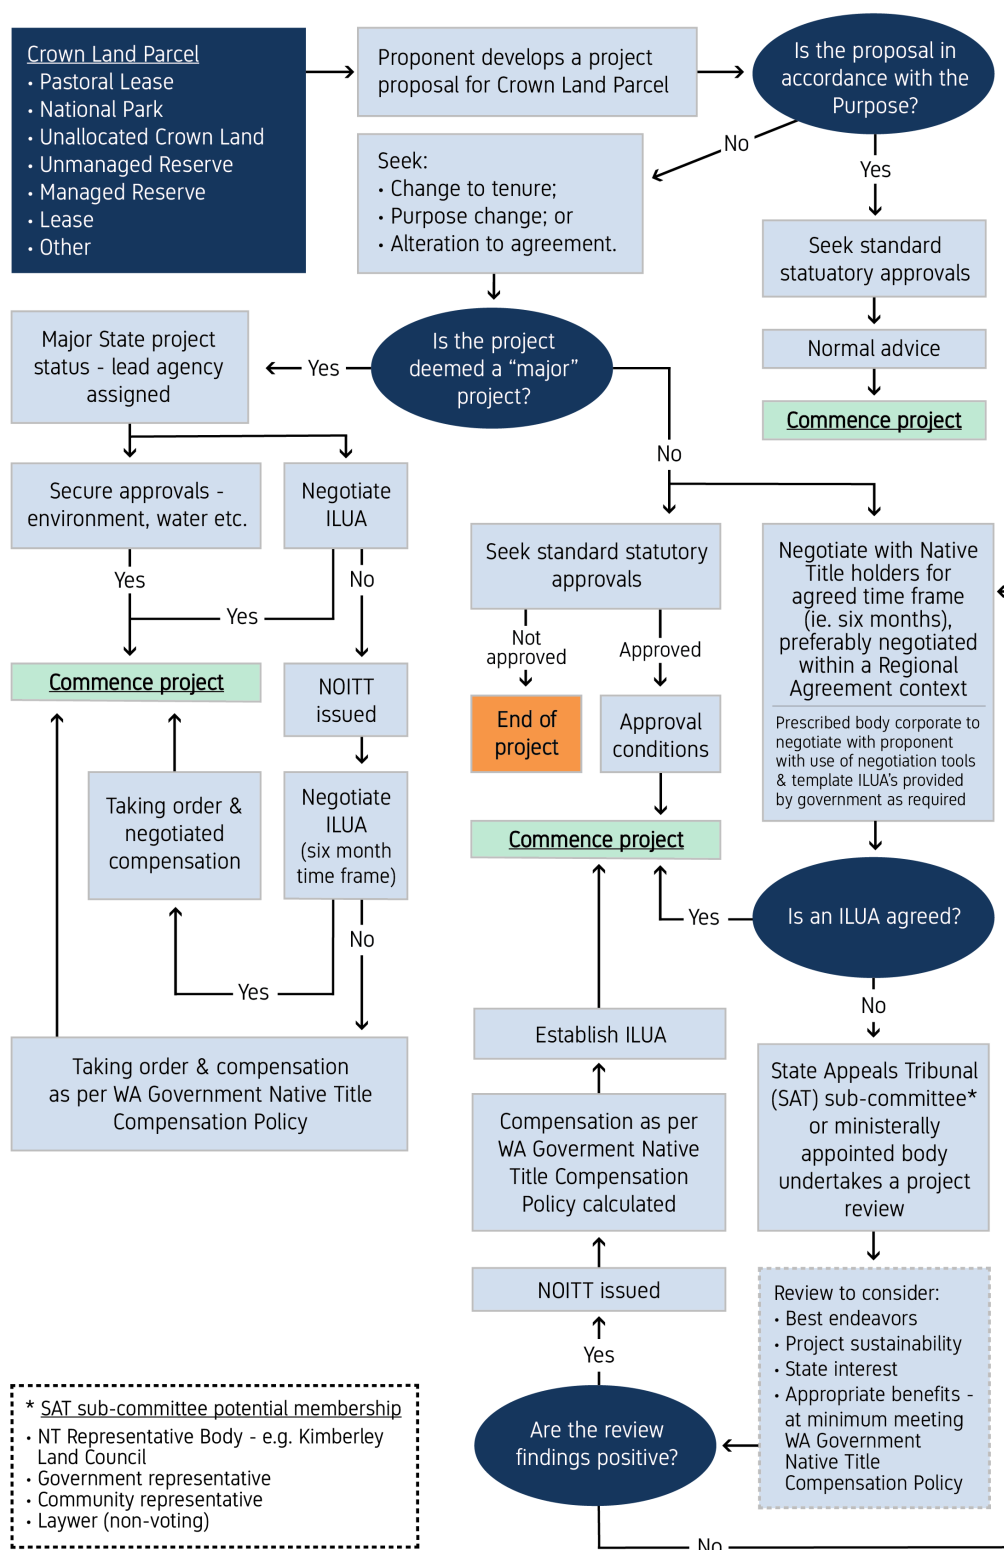 Crown Land Parcel
• Pastoral Lease
• National Park
• Unallocated Crown Land
• Unmanaged Reserve
• Managed Reserve
• Lease
• Other
Proponent develops a project
proposal for Crown Land Parcel
Is the proposal in
accordance with the
Purpose?
No
Yes
Seek:
• Change to tenure;
• Purpose change; or
• Alteration to agreement.
Seek standard
statuatory approvals
Normal advice
Commence project
Is the project
deemed a “major”
project?
Yes
No
Major State project
status - lead agency
assigned
Secure approvals -
environment, water etc.
Negotiate
ILUA
Yes
No
Yes
Commence project
NOITT
issued
Taking order &
negotiated
compensation
Negotiate
ILUA
(six month
time frame)
No
Yes
Taking order & compensation
as per WA Government Native Title
Compensation Policy
Seek standard statutory
approvals
Not
approved
Approved
End of
project
Approval
conditions
Commence project
Negotiate with Native
Title holders for
agreed time frame
(ie. six months),
preferably negotiated
within a Regional
Agreement context
Prescribed body corporate to
negotiate with proponent
with use of negotiation tools
& template ILUA's provided
by government as required
Is an ILUA agreed?
Yes
No
State Appeals Tribunal
(SAT) sub-committee*
or ministerally
appointed body
undertakes a project
review
Review to consider:
• Best endeavors
• Project sustainability
• State interest
• Appropriate benefits -
at minimum meeting
WA Government
Native Title
Compensation Policy
Establish ILUA
Compensation as per
WA Goverment Native
Title Compensation
Policy calculated
NOITT issued
Yes
Are the review
findings positive?
No
* SAT sub-committee potential membership
• NT Representative Body - e.g. Kimberley
Land Council
• Government representative
• Community representative
• Laywer (non-voting)